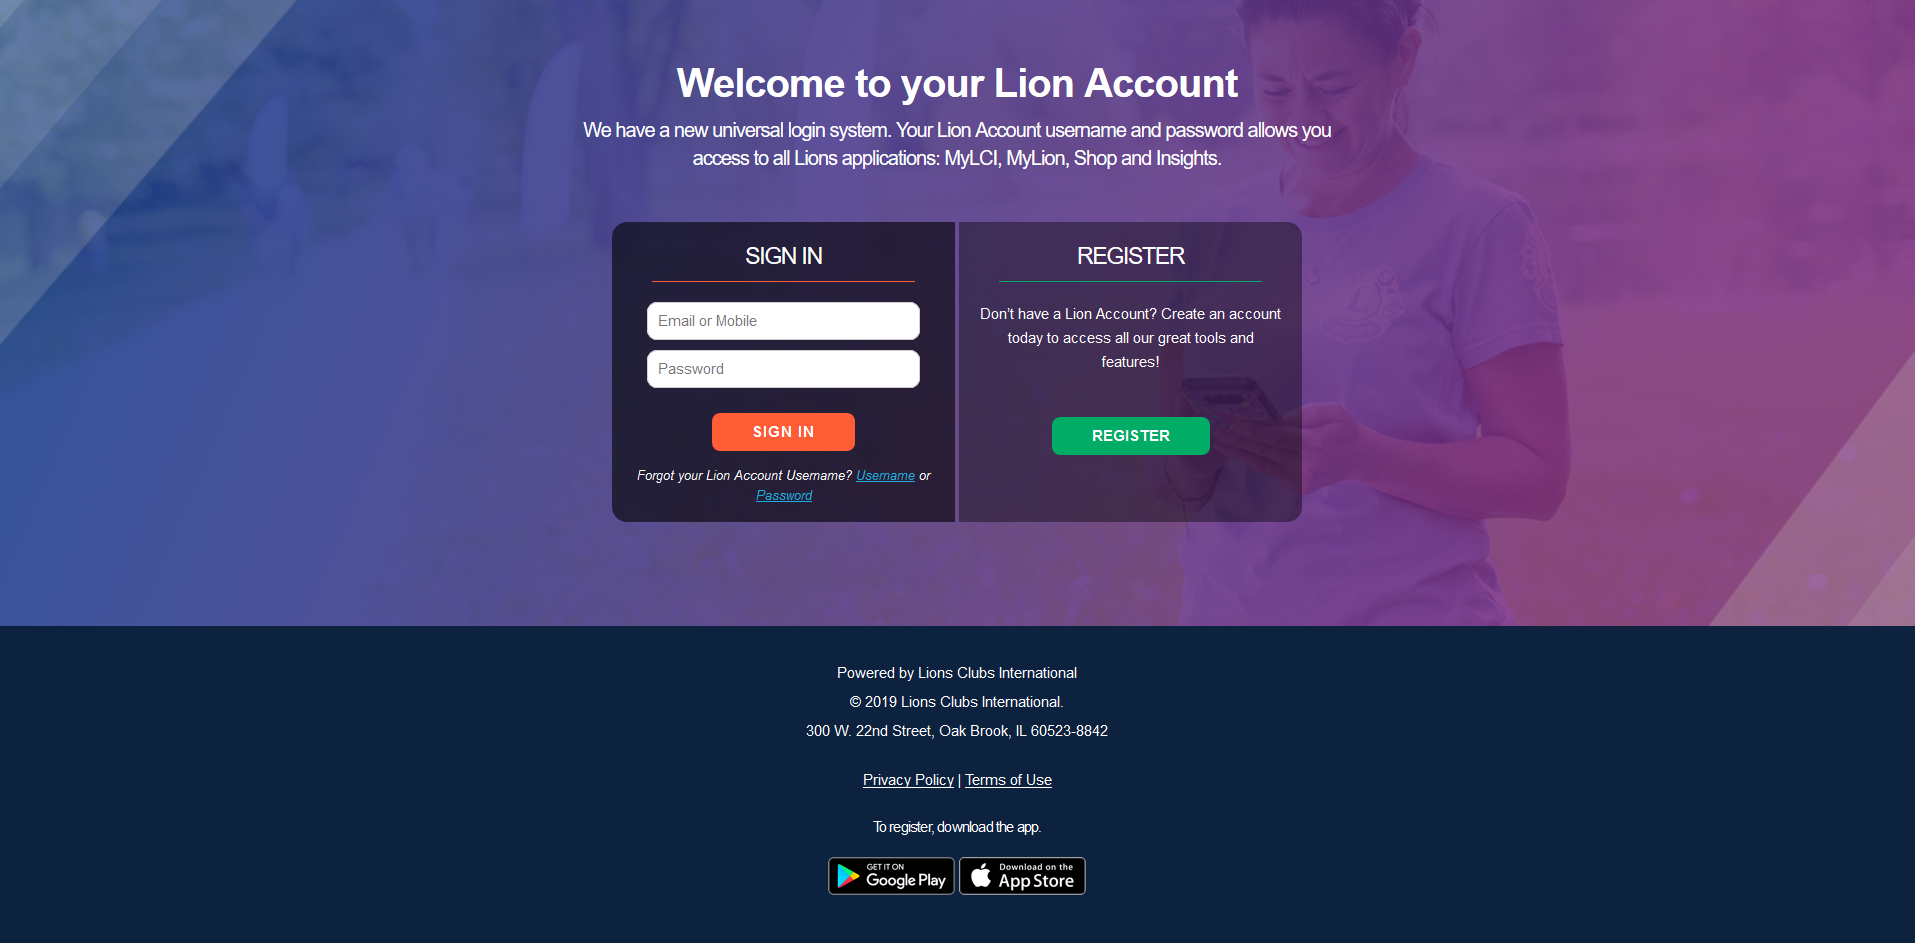 Welcome to your Lion Account
We have a new universal login system. Your Lion Account username and password allows you
access to all Lions applications: MyLCI, MyLion, Shop and Insights.
SIGN IN
Email or Mobile
Password
SIGN IN
Forgot your Lion Account Username? Username or
Password
REGISTER
Don't have a Lion Account? Create an account
today to access all our great tools and
features!
REGISTER
Powered by Lions Clubs International
© 2019 Lions Clubs International.
300 W. 22nd Street, Oak Brook, IL 60523-8842
Privacy Policy | Terms of Use
To register, download the app.
GET IT ON
Google Play
Download on the
App Store